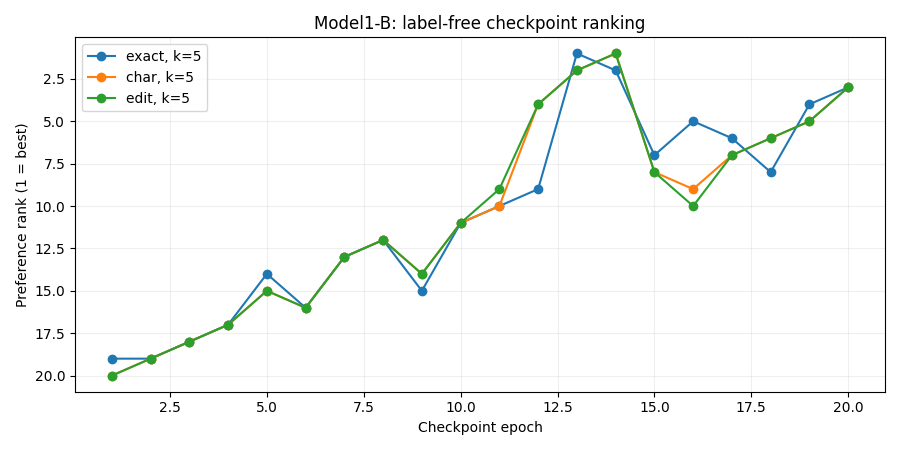 Model1-B: label-free checkpoint ranking
exact, k=5
char, k=5
edit, k=5
Preference rank (1 = best)
2.5
5.0
7.5
10.0
12.5
15.0
17.5
20.0
2.5 5.0 7.5 10.0 12.5 15.0 17.5 20.0
Checkpoint epoch